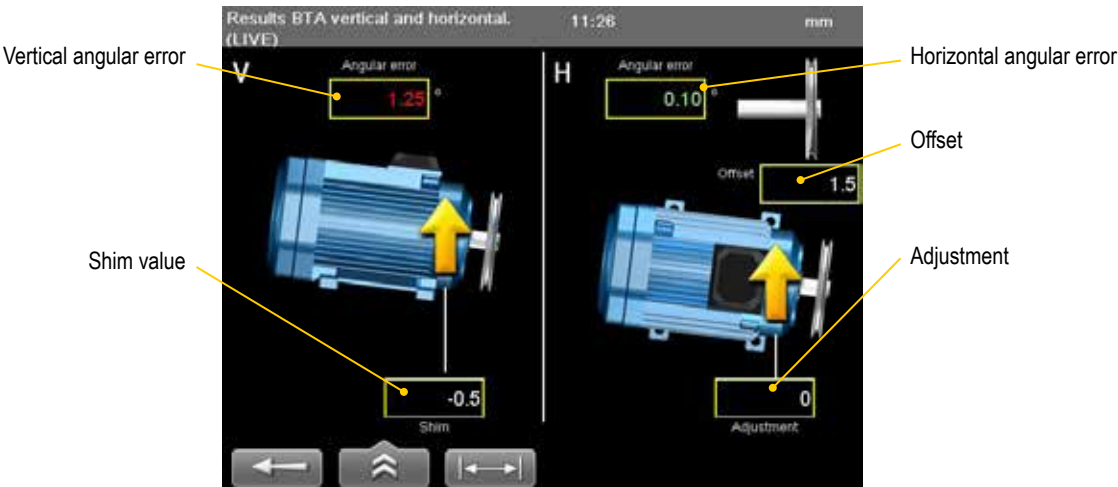 Results BTA vertical and horizontal. 11:26 mm
(LIVE)
Vertical angular error
Horizontal angular error
V Angular error
1.25 °
H Angular error
0.10 °
Offset
Offset 1.5
Shim value
Adjustment
-0.5
Shim
0
Adjustment